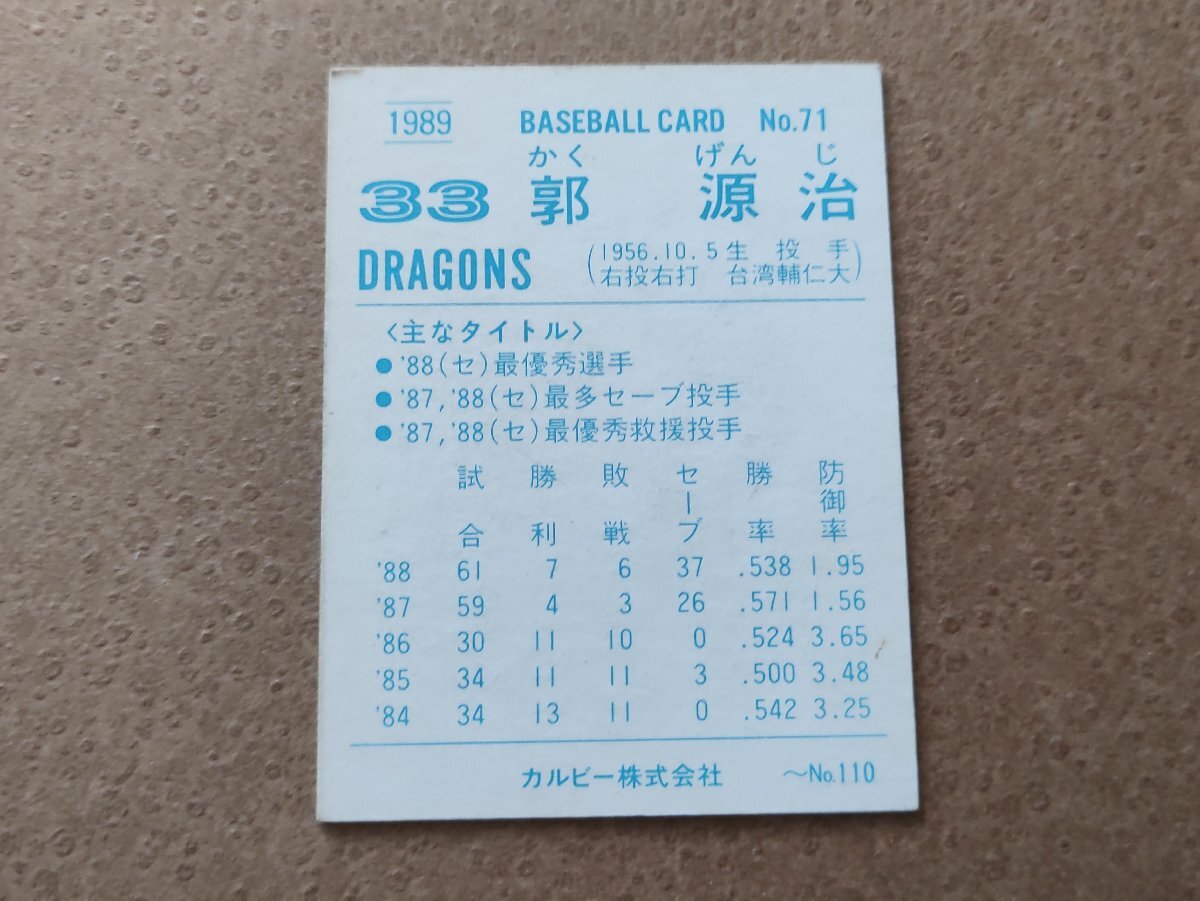 1989 BASEBALL CARD No.71
かく げん じ
33 郭 源 治
DRAGONS
(1956.10.5生 投手
右投右打 台湾輔仁大)
〈主なタイトル〉
●'88(セ)最優秀選手
●'87,'88(セ)最多セーブ投手
●'87,'88(セ)最優秀救援投手
試合 勝利 敗戦 セーブ 勝率 防御率
'88 61 7 6 37 .538 1.95
'87 59 4 3 26 .571 1.56
'86 30 11 10 0 .524 3.65
'85 34 11 11 3 .500 3.48
'84 34 13 11 0 .542 3.25
カルビー株式会社 〜No.110